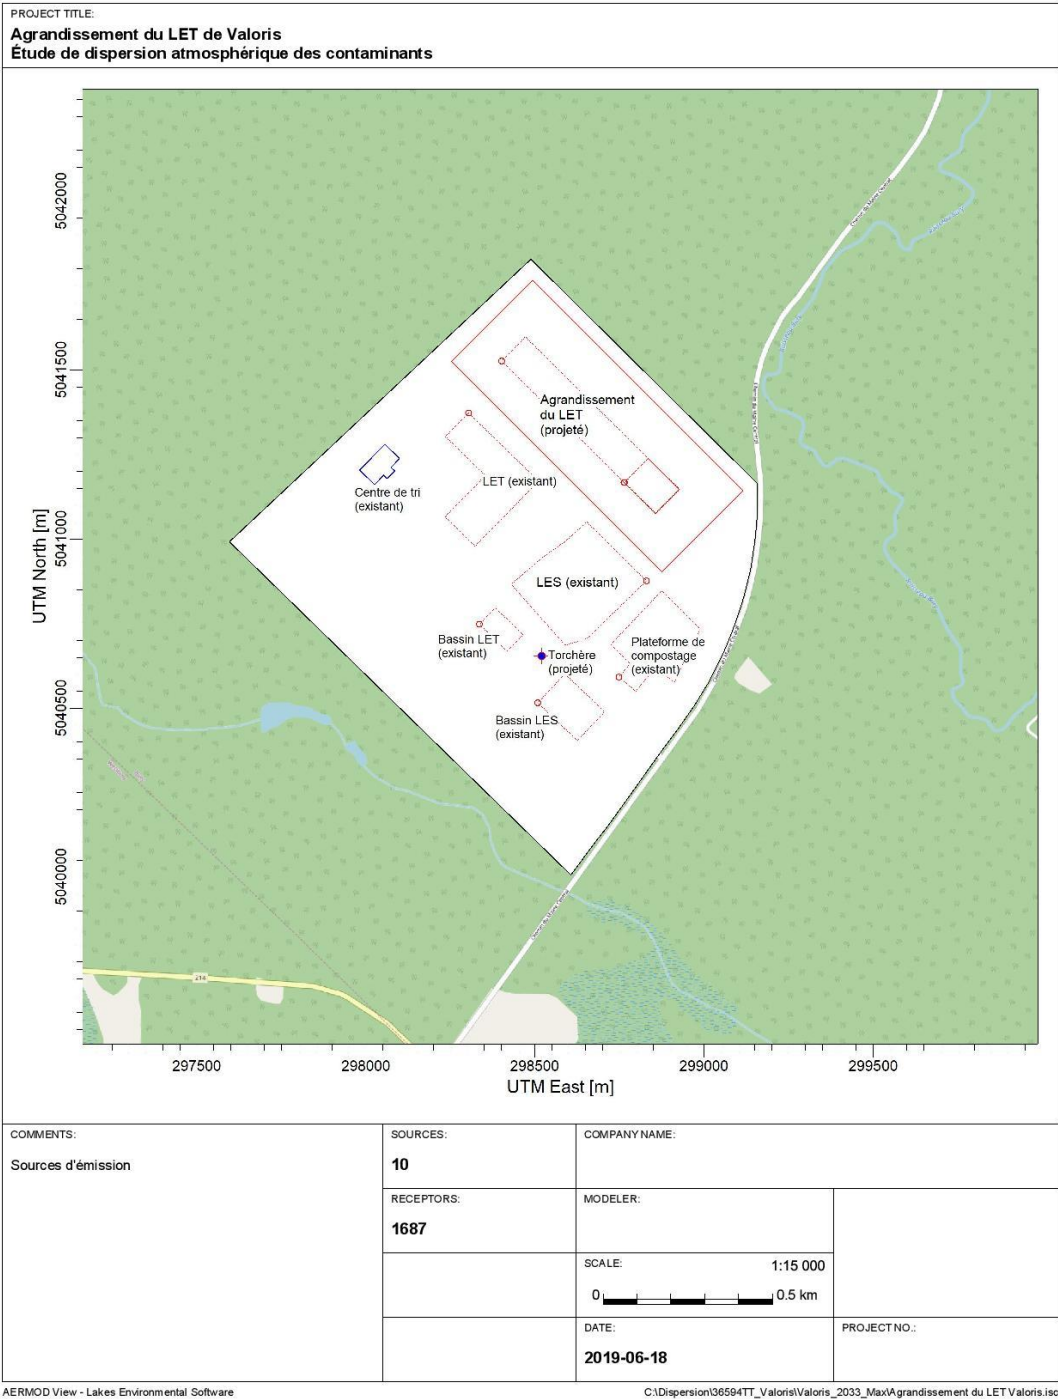 PROJECT TITLE:
Agrandissement du LET de Valoris
Étude de dispersion atmosphérique des contaminants
UTM North [m]
5042000
5041500
5041000
5040500
5040000
Agrandissement
du LET
(projeté)
LET (existant)
Centre de tri
(existant)
LES (existant)
Bassin LET
(existant)
Torchère
(projeté)
Plateforme de
compostage
(existant)
Bassin LES
(existant)
214
297500
298000
298500
299000
299500
UTM East [m]
COMMENTS:
Sources d'émission
SOURCES:
10
COMPANY NAME:
RECEPTORS:
1687
MODELER:
SCALE:
1:15 000
0
0.5 km
DATE:
2019-06-18
PROJECT NO.:
AERMOD View - Lakes Environmental Software
C:\Dispersion\36594TT_Valoris\Valoris_2033_Max\Agrandissement du LET Valoris.isc